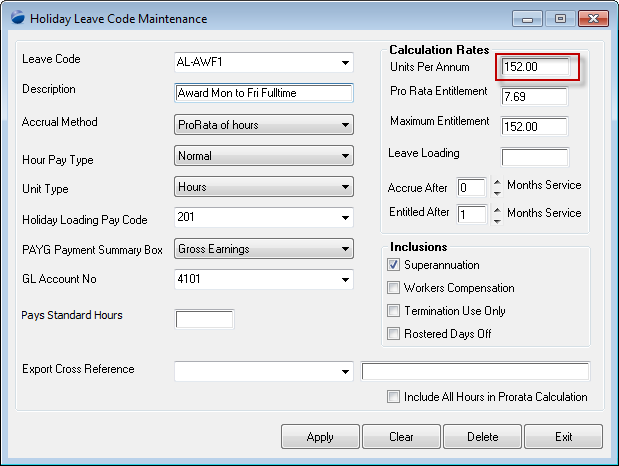 Holiday Leave Code Maintenance
Leave Code AL-AWF1
Description Award Mon to Fri Fulltime
Accrual Method ProRata of hours
Hour Pay Type Normal
Unit Type Hours
Holiday Loading Pay Code 201
PAYG Payment Summary Box Gross Earnings
GL Account No 4101
Pays Standard Hours
Export Cross Reference
Calculation Rates
Units Per Annum 152.00
Pro Rata Entitlement 7.69
Maximum Entitlement 152.00
Leave Loading
Accrue After 0 Months Service
Entitled After 1 Months Service
Inclusions
Superannuation
Workers Compensation
Termination Use Only
Rostered Days Off
Include All Hours in Prorata Calculation
Apply Clear Delete Exit